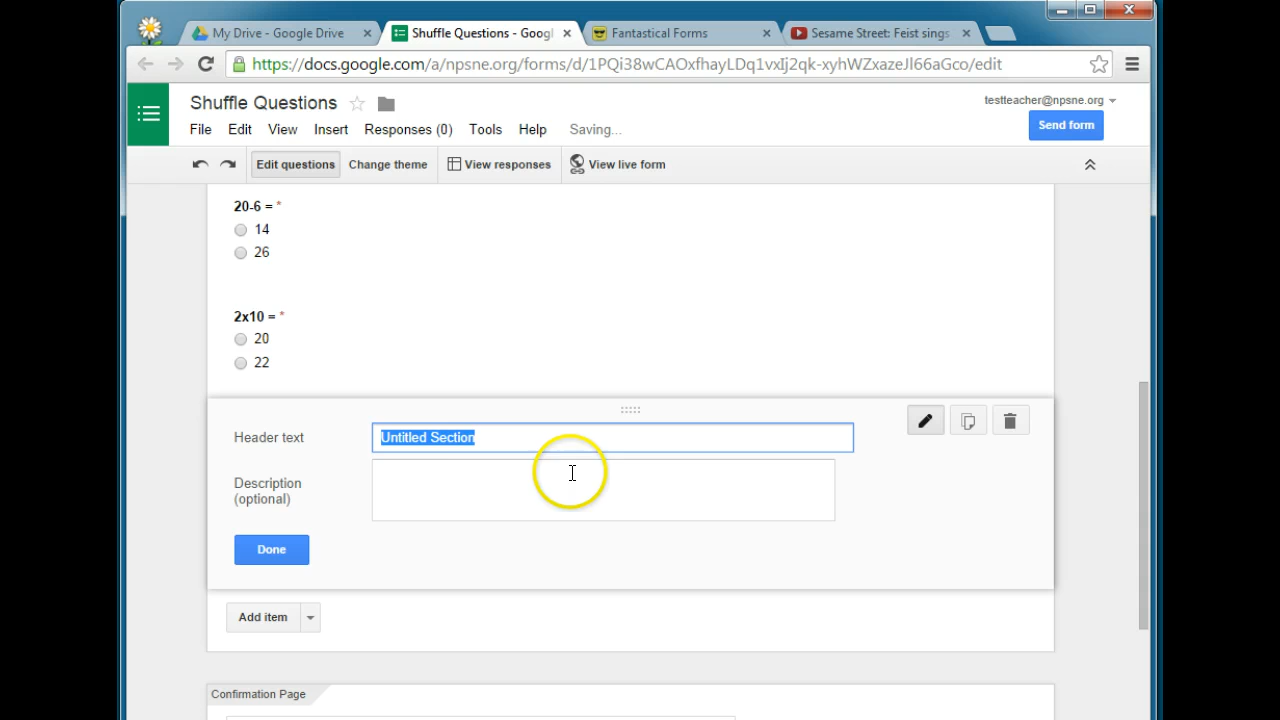 My Drive - Google Drive
Shuffle Questions - Googl
Fantastical Forms
Sesame Street: Feist sings
https://docs.google.com/a/npsne.org/forms/d/1PQi38wCAOxfhayLDq1vxIj2qk-xyhWZxazeJl66aGco/edit
Shuffle Questions
testteacher@npsne.org
File Edit View Insert Responses (0) Tools Help Saving...
Send form
Edit questions Change theme View responses View live form
20-6 = *
14
26
2x10 = *
20
22
Header text
Untitled Section
Description
(optional)
Done
Add item
Confirmation Page